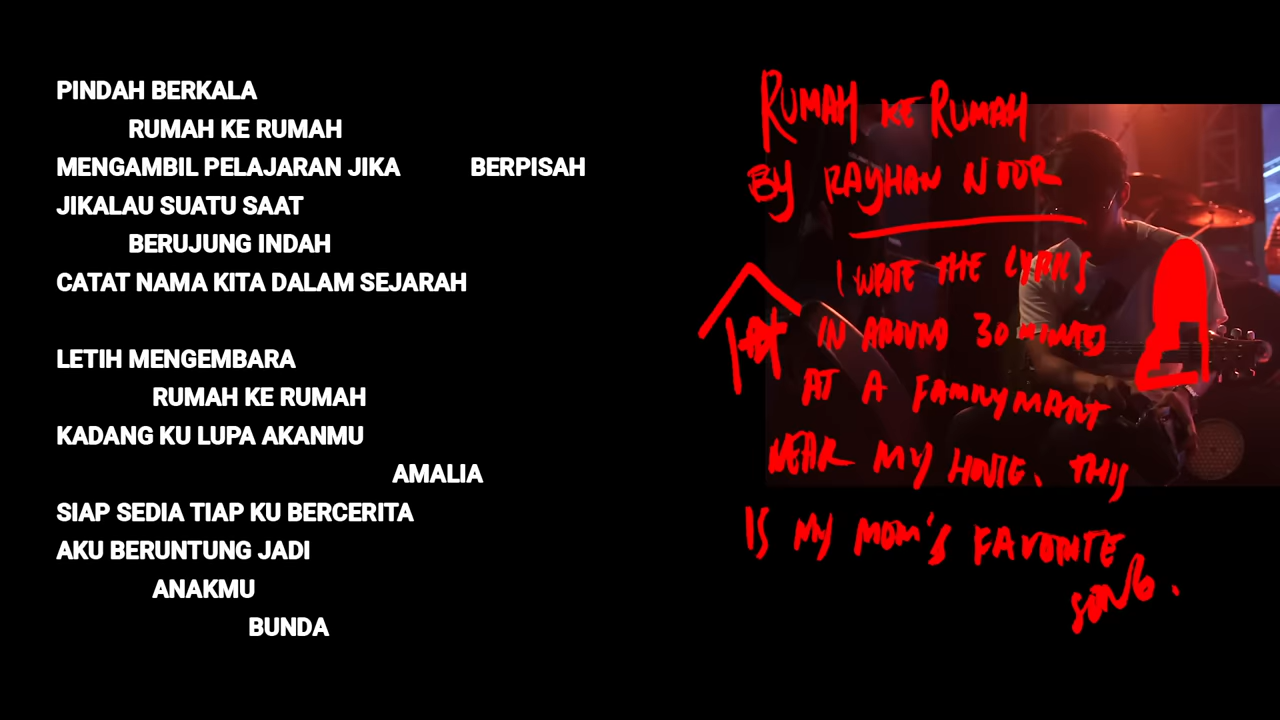 PINDAH BERKALA
RUMAH KE RUMAH
MENGAMBIL PELAJARAN JIKA BERPISAH
JIKALAU SUATU SAAT
BERUJUNG INDAH
CATAT NAMA KITA DALAM SEJARAH
LETIH MENGEMBARA
RUMAH KE RUMAH
KADANG KU LUPA AKANMU
AMALIA
SIAP SEDIA TIAP KU BERCERITA
AKU BERUNTUNG JADI
ANAKMU
BUNDA
RUMAH KE RUMAH
BY RAYHAN NOOR
I WROTE THE LYRICS
IN AROUND 30 MINUTES
AT A FAMILYMART
NEAR MY HOME. THIS
IS MY MOM'S FAVORITE
SONG.